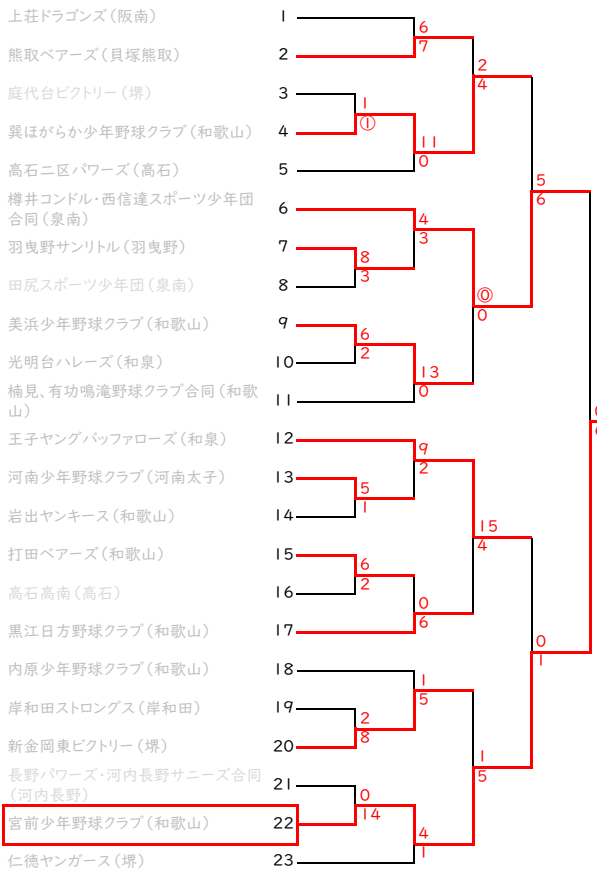 上荘ドラゴンズ（阪南） 1
6
熊取ベアーズ（貝塚熊取） 2
7
2
4
庭代台ビクトリー（堺） 3
1
巽ほがらか少年野球クラブ（和歌山） 4
①
11
0
高石二区パワーズ（高石） 5
5
6
樽井コンドル・西信達スポーツ少年団
合同（泉南） 6
4
3
羽曳野サンリトル（羽曳野） 7
8
3
田尻スポーツ少年団（泉南） 8
⓪
0
美浜少年野球クラブ（和歌山） 9
6
2
光明台ハレーズ（和泉） 10
13
0
楠見、有功鳴滝野球クラブ合同（和歌
山） 11
王子ヤングバッファローズ（和泉） 12
9
2
河南少年野球クラブ（河南太子） 13
5
1
岩出ヤンキース（和歌山） 14
15
4
打田ベアーズ（和歌山） 15
6
2
高石高南（高石） 16
0
6
黒江日方野球クラブ（和歌山） 17
0
1
内原少年野球クラブ（和歌山） 18
1
5
岸和田ストロングス（岸和田） 19
2
8
新金岡東ビクトリー（堺） 20
1
5
長野パワーズ・河内長野サニーズ合同
（河内長野） 21
0
14
宮前少年野球クラブ（和歌山） 22
4
1
仁徳ヤンガース（堺） 23